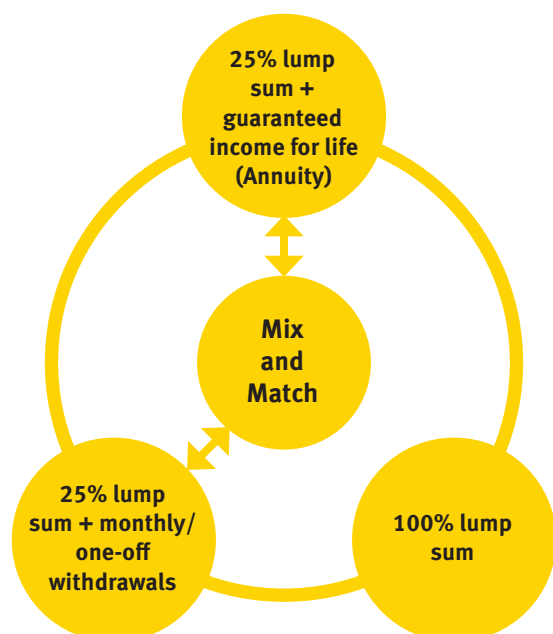 25% lump
sum +
guaranteed
income for life
(Annuity)
Mix
and
Match
25% lump
sum + monthly/
one-off
withdrawals
100% lump
sum